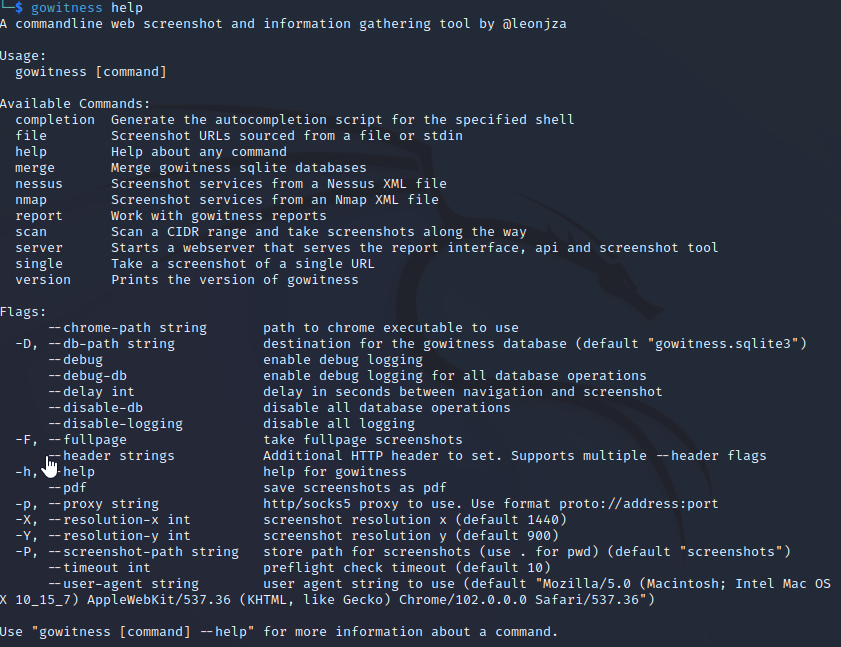 └─$ gowitness help
A commandline web screenshot and information gathering tool by @leonjza
Usage:
gowitness [command]
Available Commands:
completion Generate the autocompletion script for the specified shell
file Screenshot URLs sourced from a file or stdin
help Help about any command
merge Merge gowitness sqlite databases
nessus Screenshot services from a Nessus XML file
nmap Screenshot services from an Nmap XML file
report Work with gowitness reports
scan Scan a CIDR range and take screenshots along the way
server Starts a webserver that serves the report interface, api and screenshot tool
single Take a screenshot of a single URL
version Prints the version of gowitness
Flags:
--chrome-path string path to chrome executable to use
-D, --db-path string destination for the gowitness database (default "gowitness.sqlite3")
--debug enable debug logging
--debug-db enable debug logging for all database operations
--delay int delay in seconds between navigation and screenshot
--disable-db disable all database operations
--disable-logging disable all logging
-F, --fullpage take fullpage screenshots
--header strings Additional HTTP header to set. Supports multiple --header flags
-h, --help help for gowitness
--pdf save screenshots as pdf
-p, --proxy string http/socks5 proxy to use. Use format proto://address:port
-X, --resolution-x int screenshot resolution x (default 1440)
-Y, --resolution-y int screenshot resolution y (default 900)
-P, --screenshot-path string store path for screenshots (use . for pwd) (default "screenshots")
--timeout int preflight check timeout (default 10)
--user-agent string user agent string to use (default "Mozilla/5.0 (Macintosh; Intel Mac OS
X 10_15_7) AppleWebKit/537.36 (KHTML, like Gecko) Chrome/102.0.0.0 Safari/537.36")
Use "gowitness [command] --help" for more information about a command.